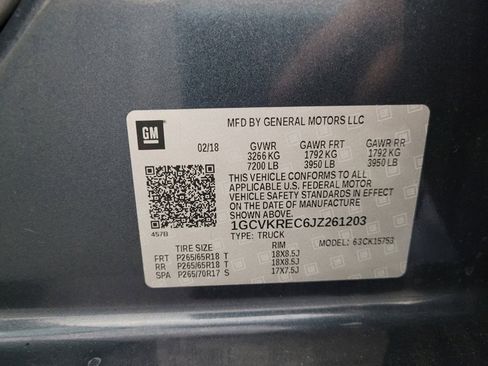 GM
MFD BY GENERAL MOTORS LLC
02/18 GVWR GAWR FRT GAWR RR
3266 KG 1792 KG 1792 KG
7200 LB 3950 LB 3950 LB
THIS VEHICLE CONFORMS TO ALL
APPLICABLE U.S. FEDERAL MOTOR
VEHICLE SAFETY STANDARDS IN EFFECT
ON THE DATE OF MANUFACTURE
SHOWN ABOVE.
1GCVKREC6JZ261203
457B TYPE: TRUCK MODEL: 63CK15753
TIRE SIZE RIM
FRT P265/65R18 T 18X8.5J
RR P265/65R18 T 18X8.5J
SPA P265/70R17 S 17X7.5J